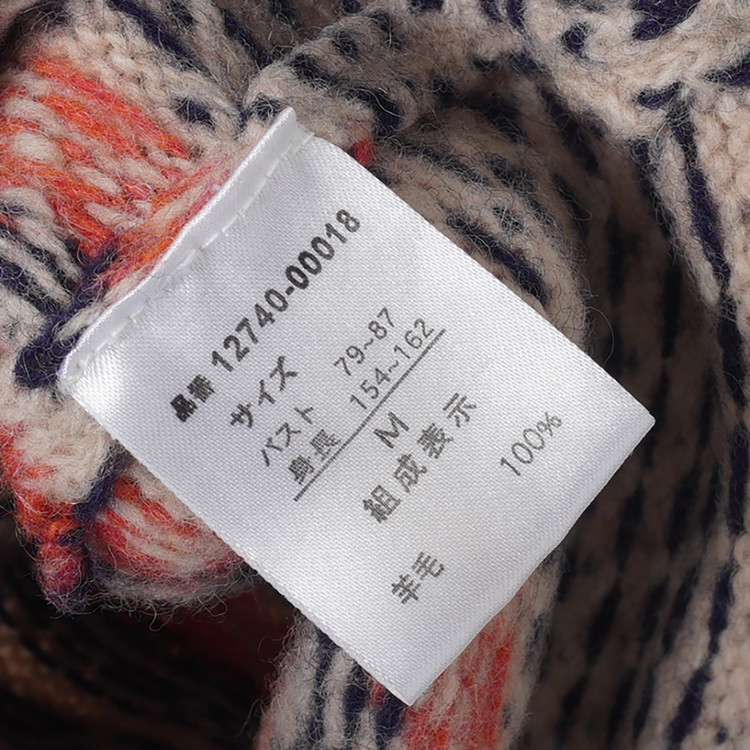 品番 12740-00018
サイズ
バスト 79~87
身長 154~162
M
組成表示
100%
羊毛